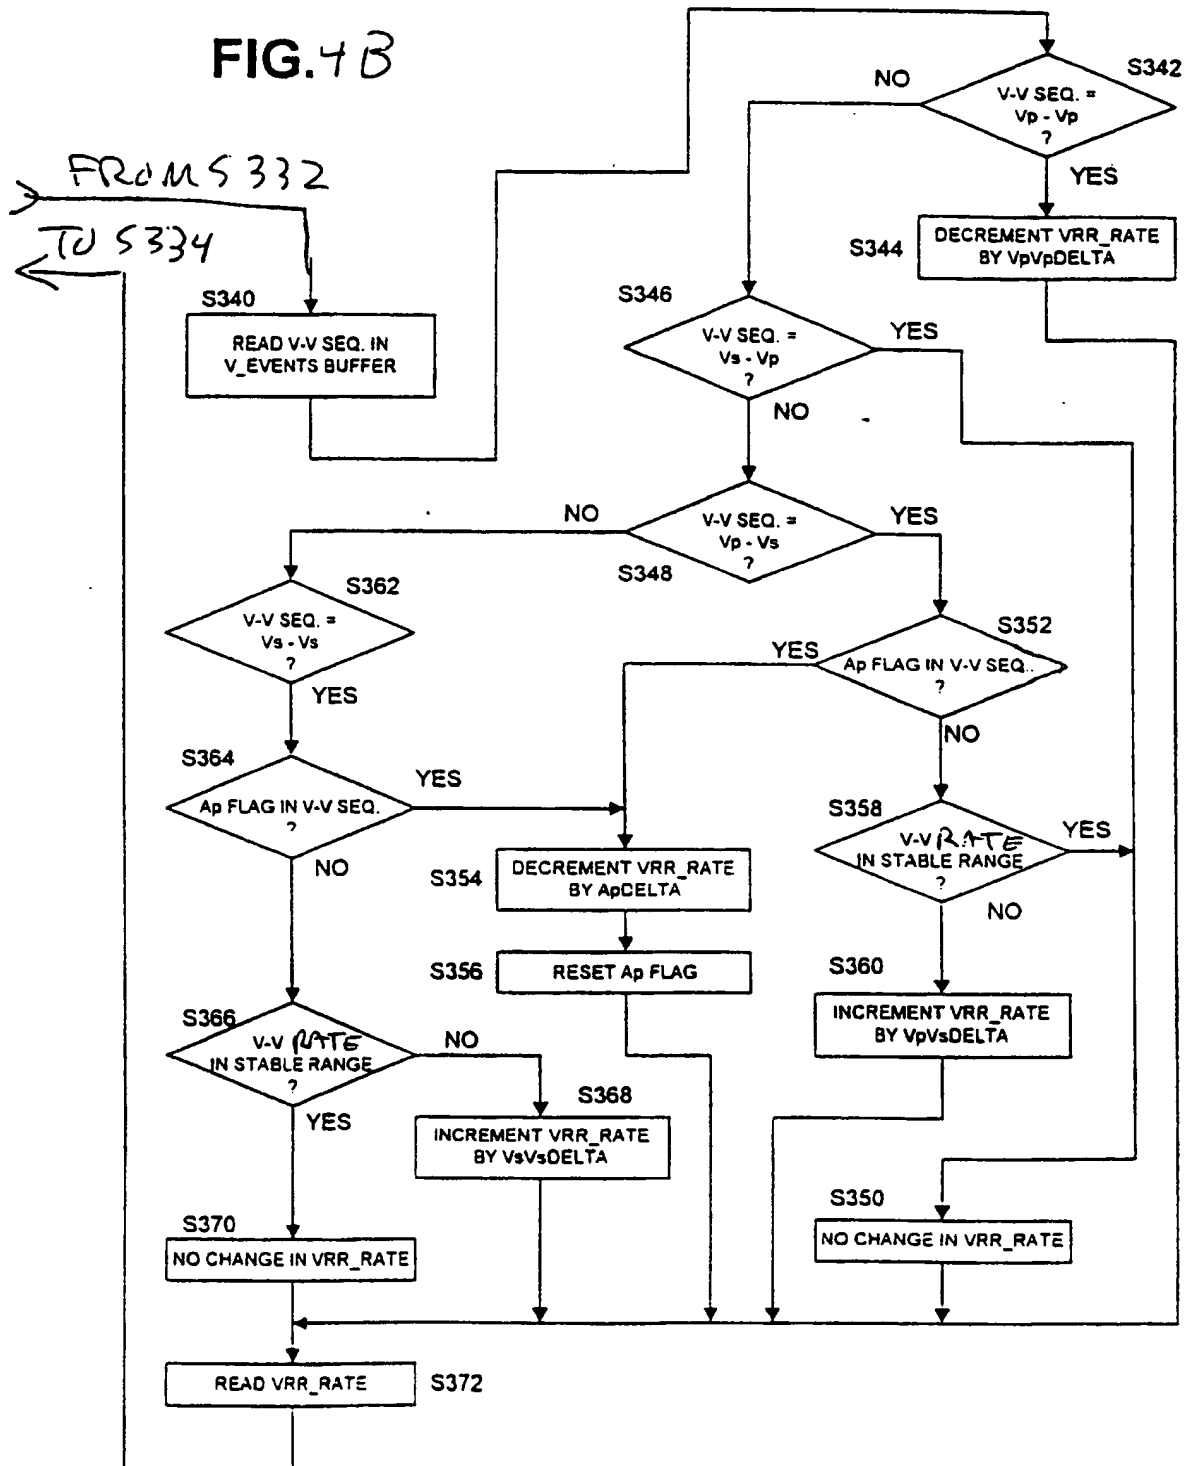 FIG.4B
FROM S332
TO S334
S340
READ V-V SEQ. IN
V_EVENTS BUFFER
S342
V-V SEQ. =
Vp - Vp
?
NO
YES
S344
DECREMENT VRR_RATE
BY VpVpDELTA
S346
V-V SEQ. =
Vs - Vp
?
YES
NO
S348
V-V SEQ. =
Vp - Vs
?
NO
YES
S362
V-V SEQ. =
Vs - Vs
?
YES
S352
Ap FLAG IN V-V SEQ..
?
YES
NO
S364
Ap FLAG IN V-V SEQ.
?
YES
NO
S354
DECREMENT VRR_RATE
BY ApDELTA
S356
RESET Ap FLAG
S358
V-V RATE
IN STABLE RANGE
?
YES
NO
S360
INCREMENT VRR_RATE
BY VpVsDELTA
S366
V-V RATE
IN STABLE RANGE
?
NO
YES
S368
INCREMENT VRR_RATE
BY VsVsDELTA
S370
NO CHANGE IN VRR_RATE
S350
NO CHANGE IN VRR_RATE
READ VRR_RATE
S372